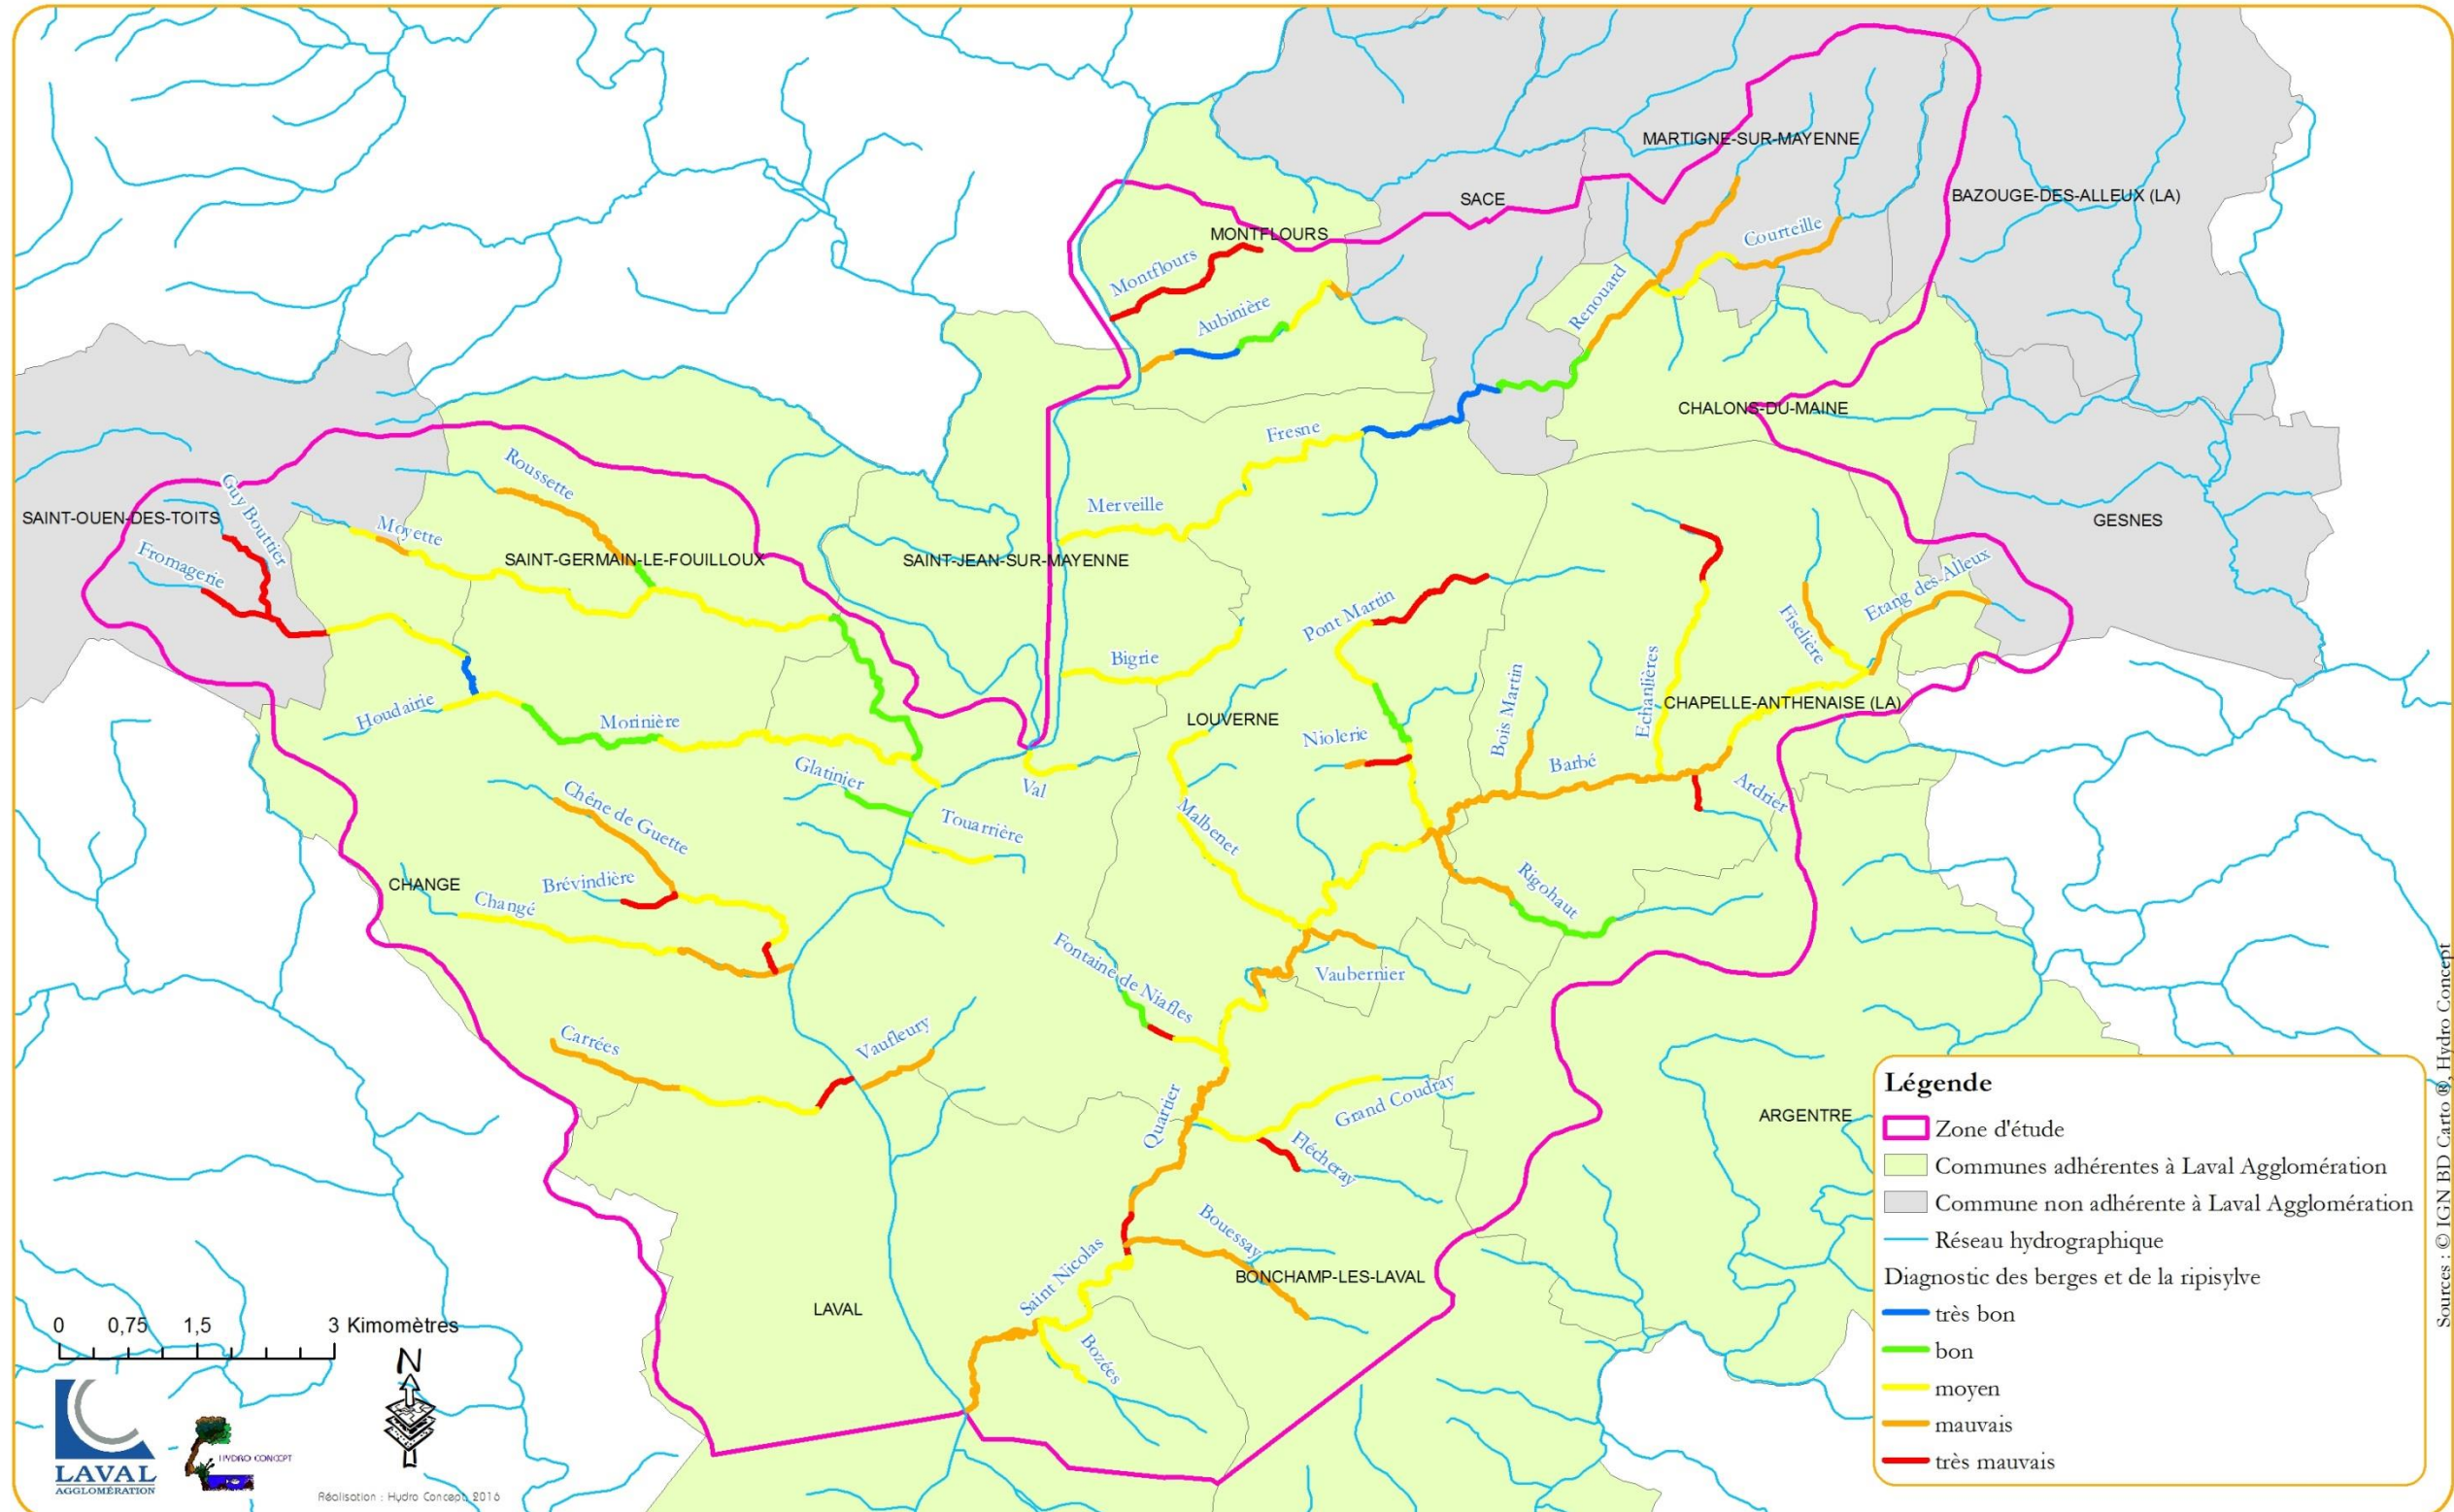 MARTIGNE-SUR-MAYENNE
BAZOUGE-DES-ALLEUX (LA)
SACE
MONTFLOURS
Courteille
Montflours
Renouard
Aubinière
CHALONS-DU-MAINE
Fresne
Roussette
Guy Bouttier
SAINT-OUEN-DES-TOITS
Moyette
Merveille
GESNES
Fromagerie
SAINT-GERMAIN-LE-FOUILLOUX
SAINT-JEAN-SUR-MAYENNE
Etang des Alleux
Pont Martin
Fiselière
Bigrie
Echanlières
Bois Martin
CHAPELLE-ANTHENAISE (LA)
Houdairie
Morinière
LOUVERNE
Niolerie
Barbé
Glatinier
Val
Ardrier
Chêne de Guette
Touarrière
Malbenet
CHANGE
Brévindière
Changé
Rigohaut
Fontaine de Niafles
Vaubernier
Carrées
Vaufleury
Quartier
Grand Coudray
Flécheray
ARGENTRE
Bouessay
Saint Nicolas
BONCHAMP-LES-LAVAL
LAVAL
Bozées
0 0,75 1,5 3 Kimomètres
N
LAVAL
AGGLOMÉRATION
HYDRO CONCEPT
Réalisation : Hydro Concept 2016
Légende
Zone d'étude
Communes adhérentes à Laval Agglomération
Commune non adhérente à Laval Agglomération
Réseau hydrographique
Diagnostic des berges et de la ripisylve
très bon
bon
moyen
mauvais
très mauvais
Sources : © IGN BD Carto ®, Hydro Concept